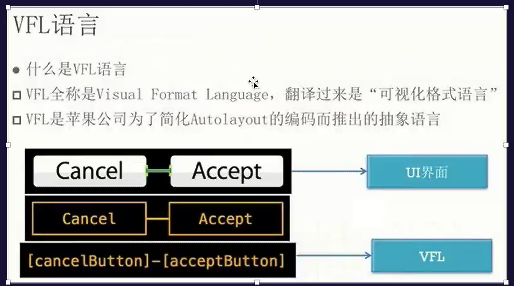 VFL语言
什么是VFL语言
VFL全称是Visual Format Language，翻译过来是“可视化格式语言”
VFL是苹果公司为了简化Autolayout的编码而推出的抽象语言
Cancel Accept UI界面
Cancel Accept
[cancelButton]-[acceptButton] VFL